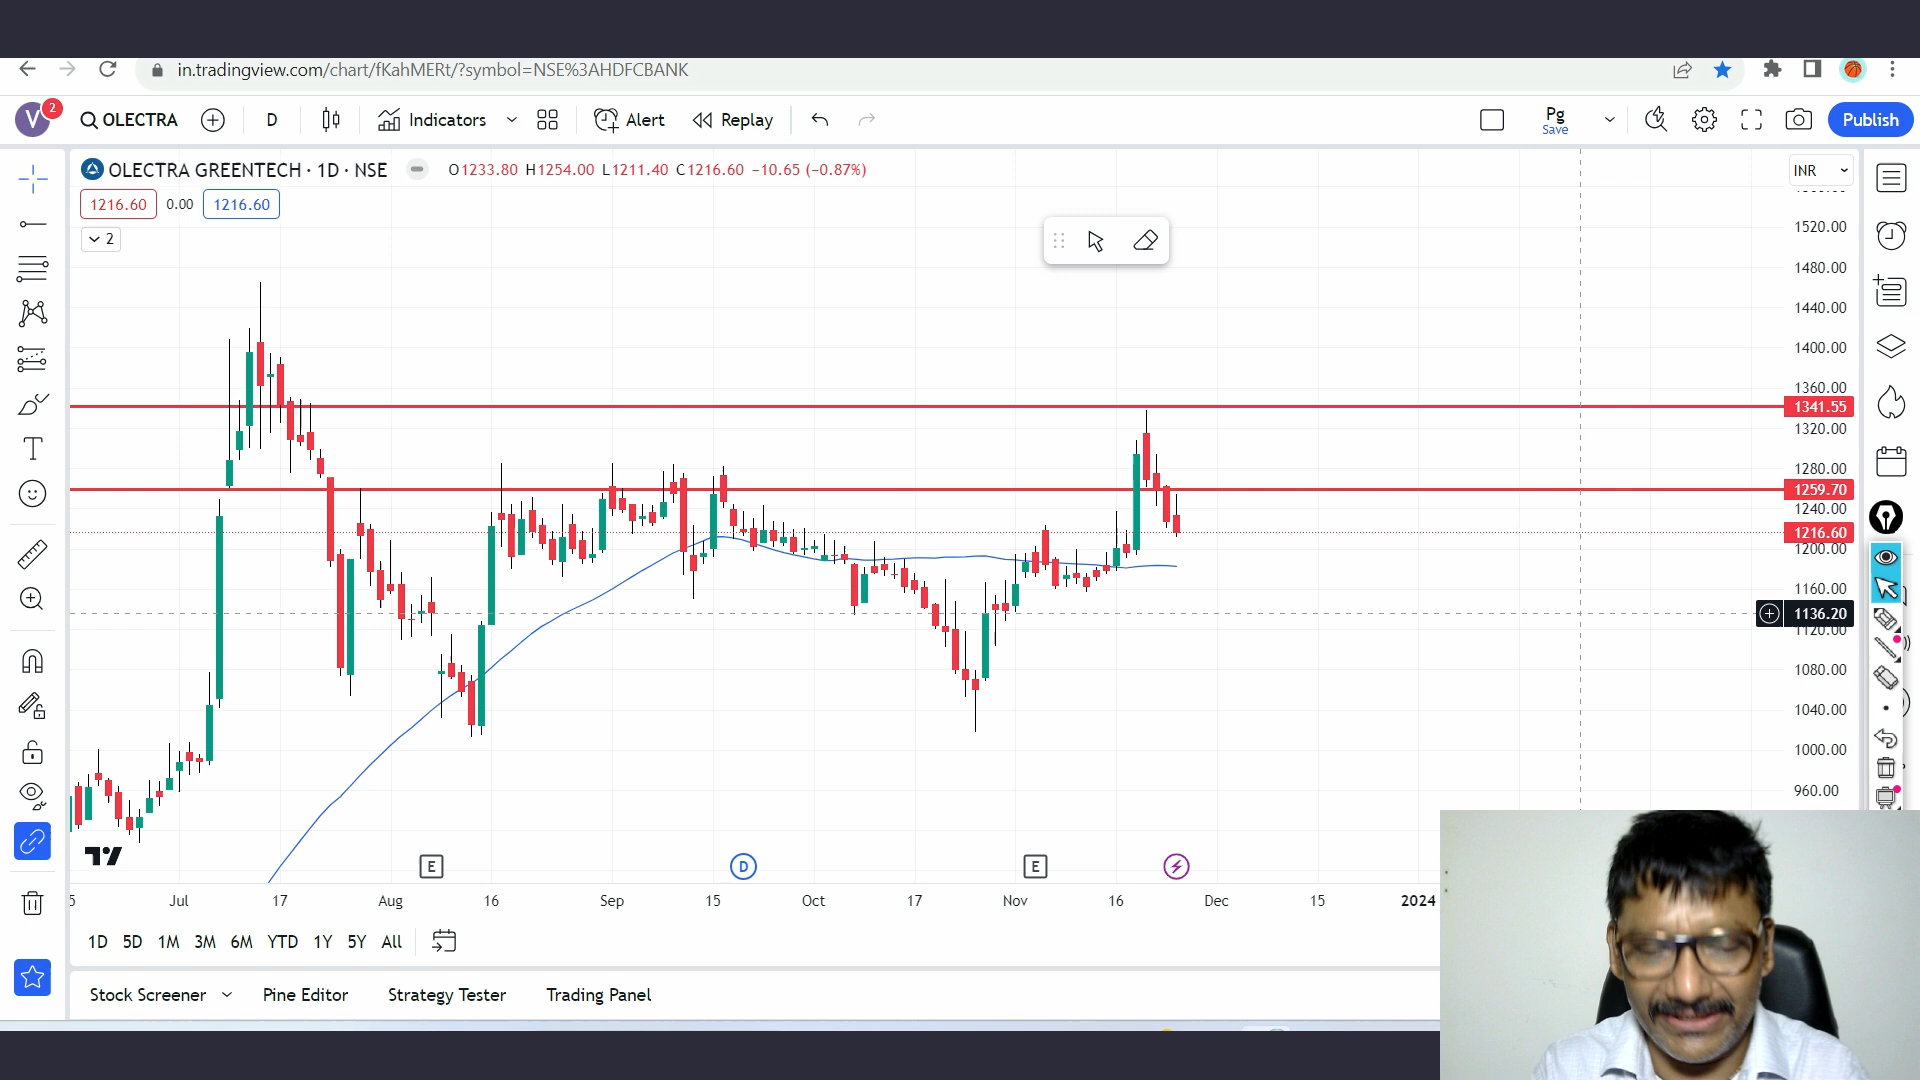 in.tradingview.com/chart/fKahMERt/?symbol=NSE%3AHDFCBANK
V 2 OLECTRA D Indicators Alert Replay Pg Save Publish
OLECTRA GREENTECH · 1D · NSE O1233.80 H1254.00 L1211.40 C1216.60 −10.65 (−0.87%) INR
1216.60 0.00 1216.60
2
1520.00
1480.00
1440.00
1400.00
1360.00
1341.55
1320.00
1280.00
1259.70
1240.00
1216.60
1200.00
1160.00
1136.20
1120.00
1080.00
1040.00
1000.00
960.00
E D E
Jul 17 Aug 16 Sep 15 Oct 17 Nov 16 Dec 15 2024
1D 5D 1M 3M 6M YTD 1Y 5Y All
Stock Screener Pine Editor Strategy Tester Trading Panel